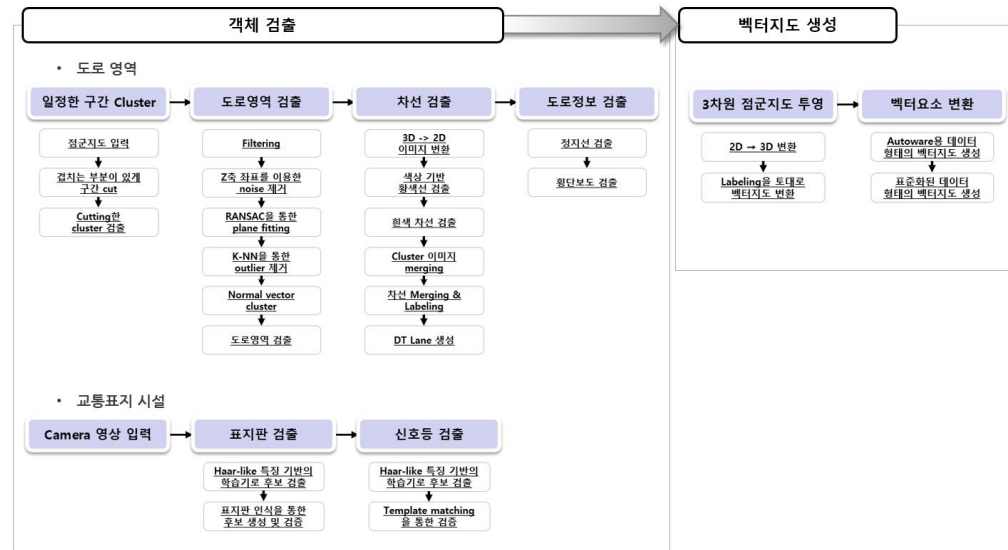 객체 검출
벡터지도 생성
• 도로 영역
일정한 구간 Cluster
점군지도 입력
겹치는 부분이 있게
구간 cut
Cutting한
cluster 검출
도로영역 검출
Filtering
Z축 좌표를 이용한
noise 제거
RANSAC을 통한
plane fitting
K-NN을 통한
outlier 제거
Normal vector
cluster
도로영역 검출
차선 검출
3D -> 2D
이미지 변환
색상 기반
황색선 검출
흰색 차선 검출
Cluster 이미지
merging
차선 Merging &
Labeling
DT Lane 생성
도로정보 검출
정지선 검출
횡단보도 검출
3차원 점군지도 투영
2D → 3D 변환
Labeling을 토대로
벡터지도 변환
벡터요소 변환
Autoware용 데이터
형태의 벡터지도 생성
표준화된 데이터
형태의 벡터지도 생성
• 교통표지 시설
Camera 영상 입력
표지판 검출
Haar-like 특징 기반의
학습기로 후보 검출
표지판 인식을 통한
후보 생성 및 검증
신호등 검출
Haar-like 특징 기반의
학습기로 후보 검출
Template matching
을 통한 검증